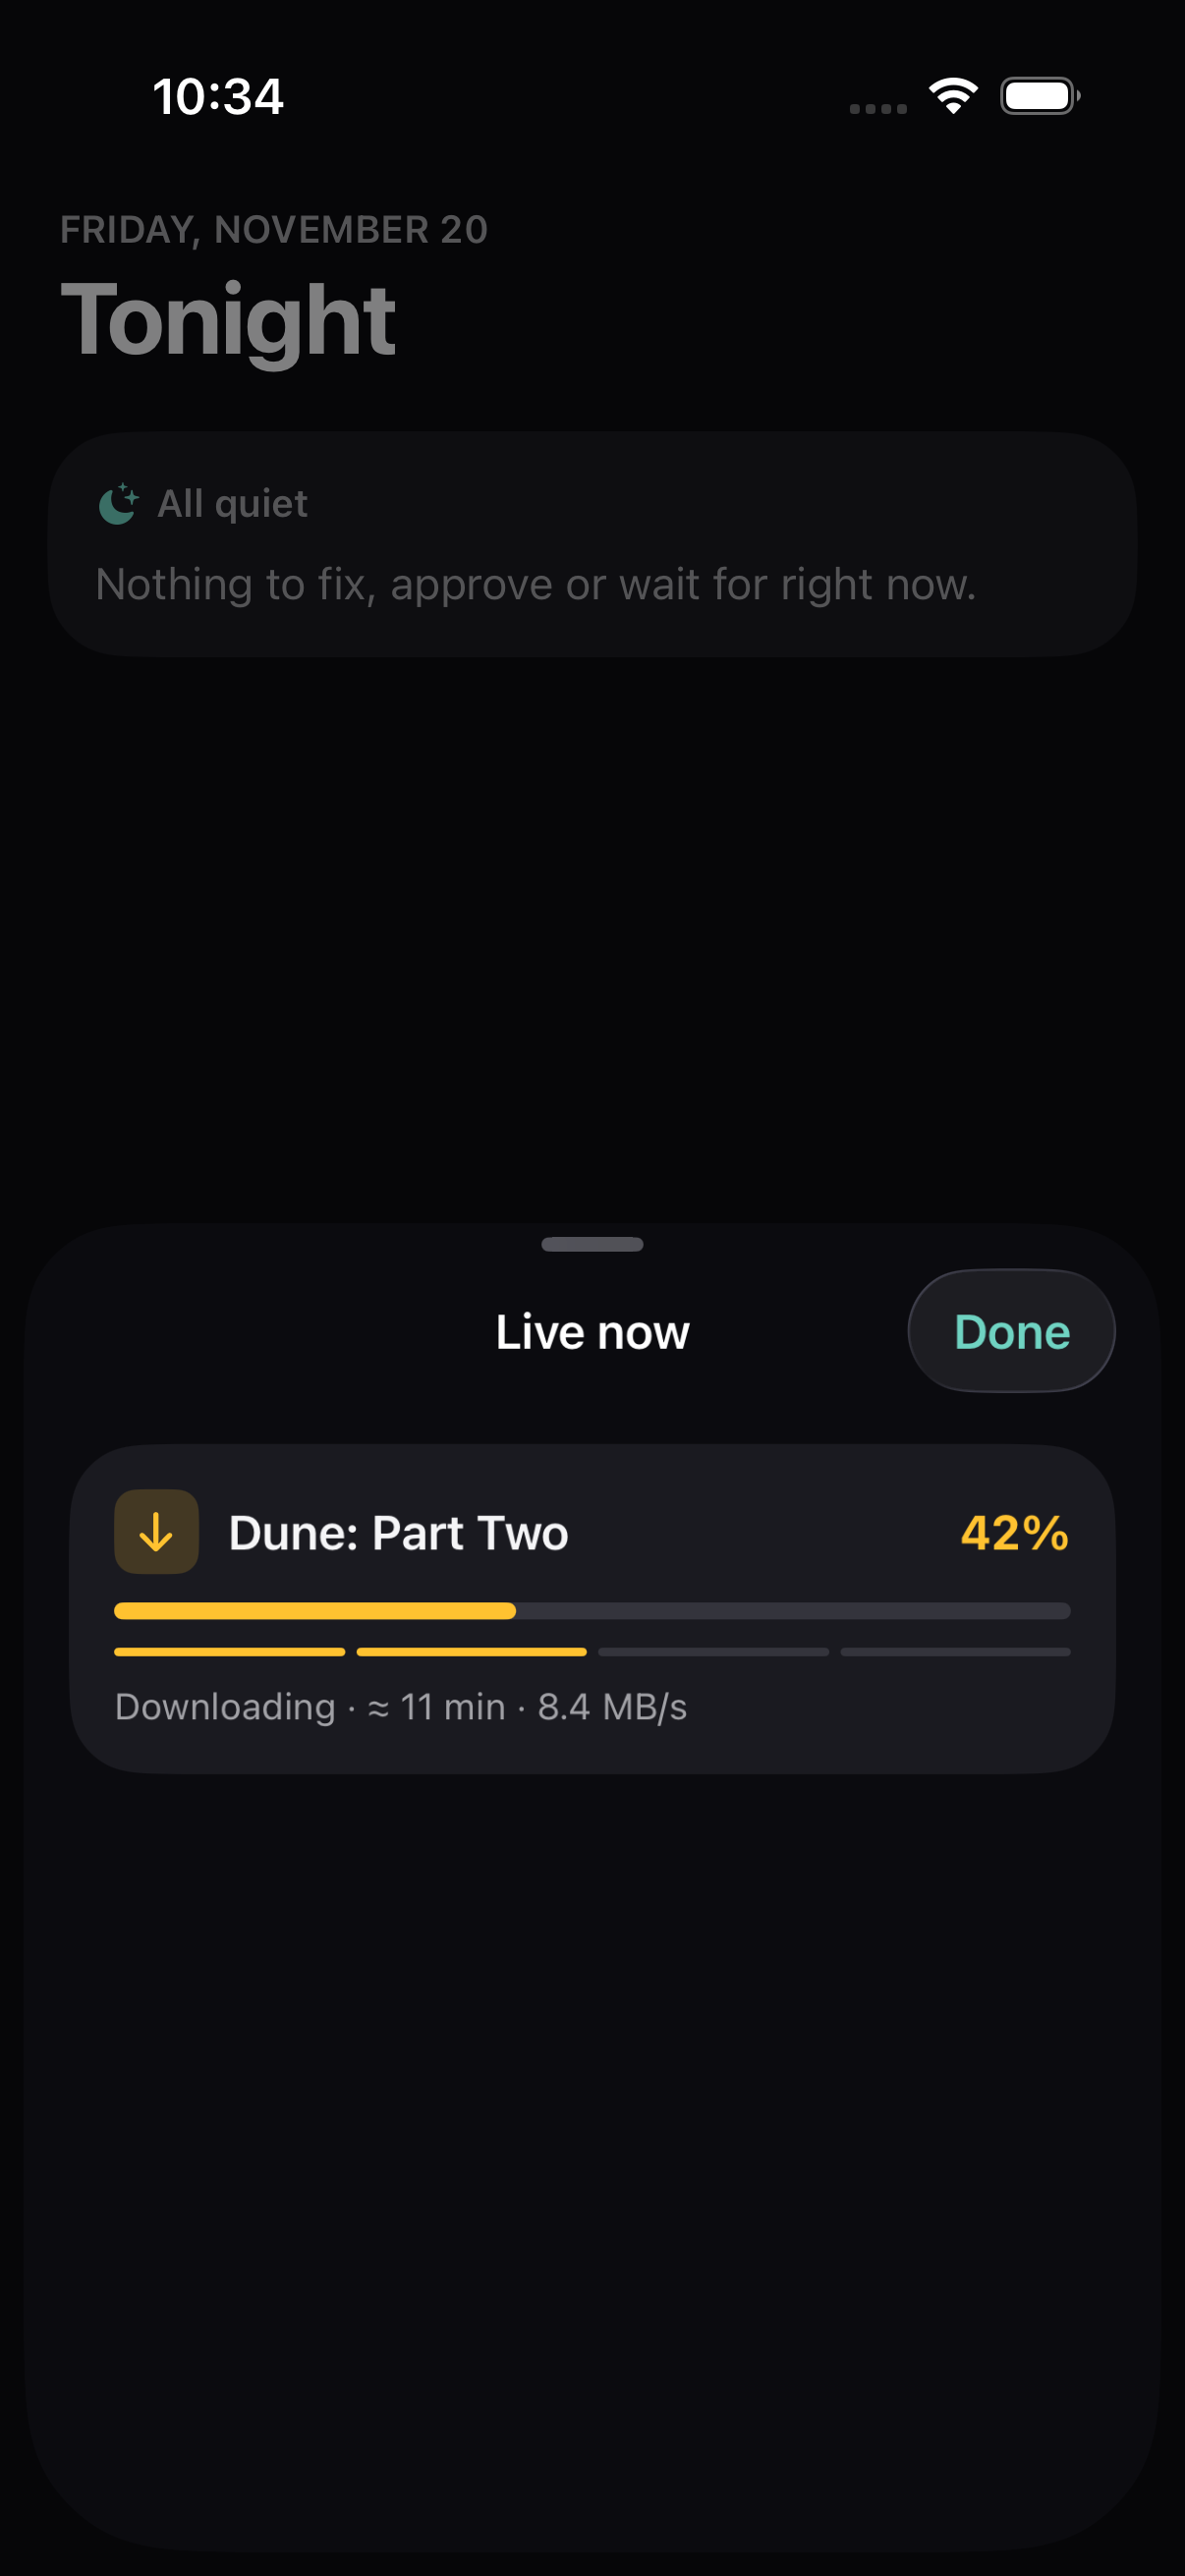 10:34
FRIDAY, NOVEMBER 20
Tonight
All quiet
Nothing to fix, approve or wait for right now.
Live now
Done
Dune: Part Two
42%
Downloading · ≈ 11 min · 8.4 MB/s